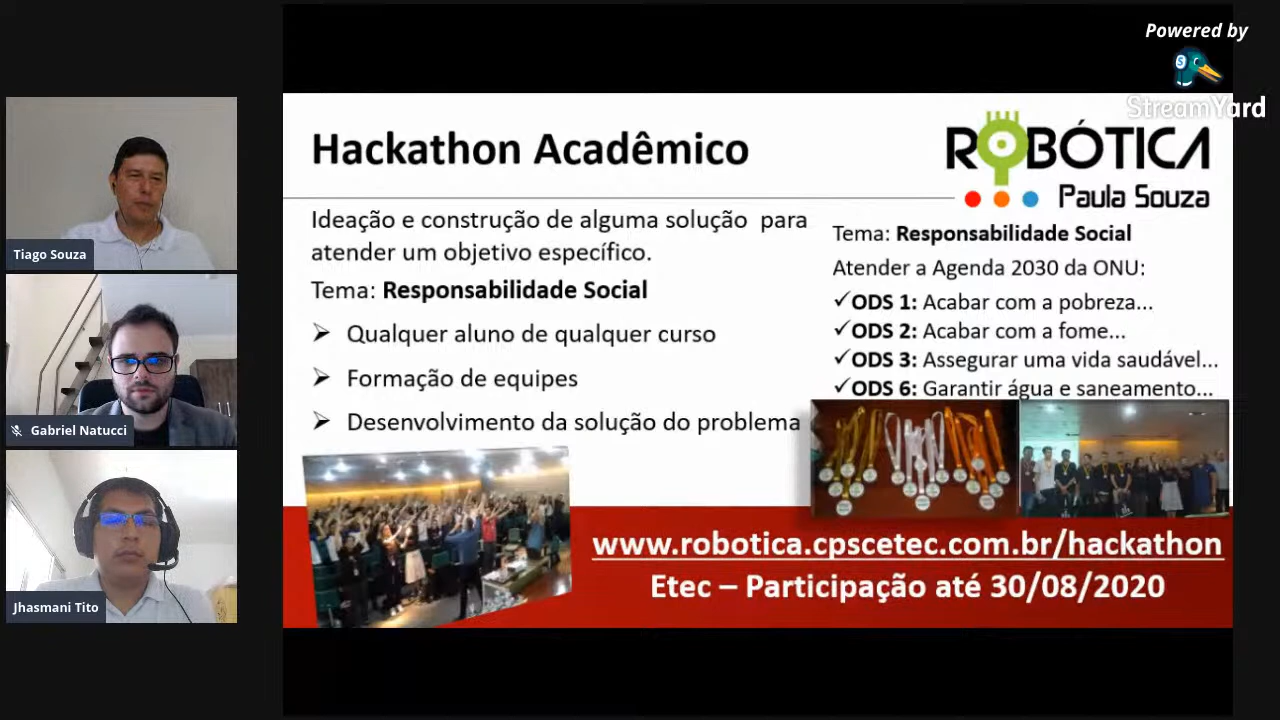 Powered by
StreamYard
Tiago Souza
Gabriel Natucci
Jhasmani Tito
Hackathon Acadêmico
ROBÓTICA
Paula Souza
Ideação e construção de alguma solução para
atender um objetivo específico.
Tema: Responsabilidade Social
➢ Qualquer aluno de qualquer curso
➢ Formação de equipes
➢ Desenvolvimento da solução do problema
Tema: Responsabilidade Social
Atender a Agenda 2030 da ONU:
✓ODS 1: Acabar com a pobreza...
✓ODS 2: Acabar com a fome...
✓ODS 3: Assegurar uma vida saudável...
✓ODS 6: Garantir água e saneamento...
www.robotica.cpscetec.com.br/hackathon
Etec – Participação até 30/08/2020